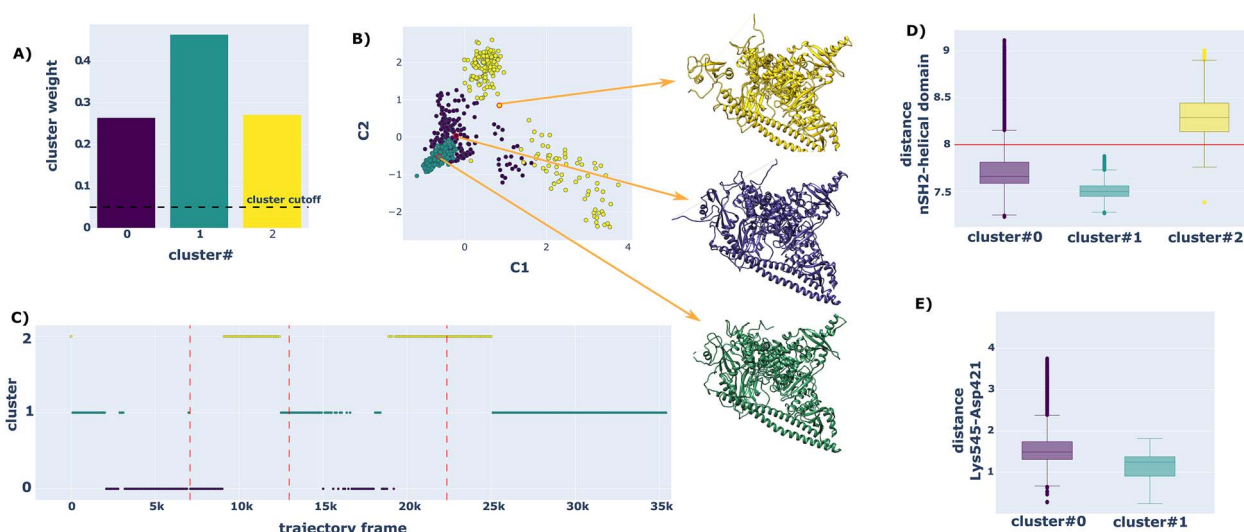 A)
cluster weight
0.4
0.3
0.2
0.1
0
cluster cutoff
0
1
2
cluster#
B)
C2
2
1
0
−1
−2
0
2
4
C1
C)
cluster
2
1
0
0
5k
10k
15k
20k
25k
30k
35k
trajectory frame
D)
distance
nSH2-helical domain
9
8.5
8
7.5
cluster#0
cluster#1
cluster#2
E)
distance
Lys545-Asp421
4
3
2
1
cluster#0
cluster#1